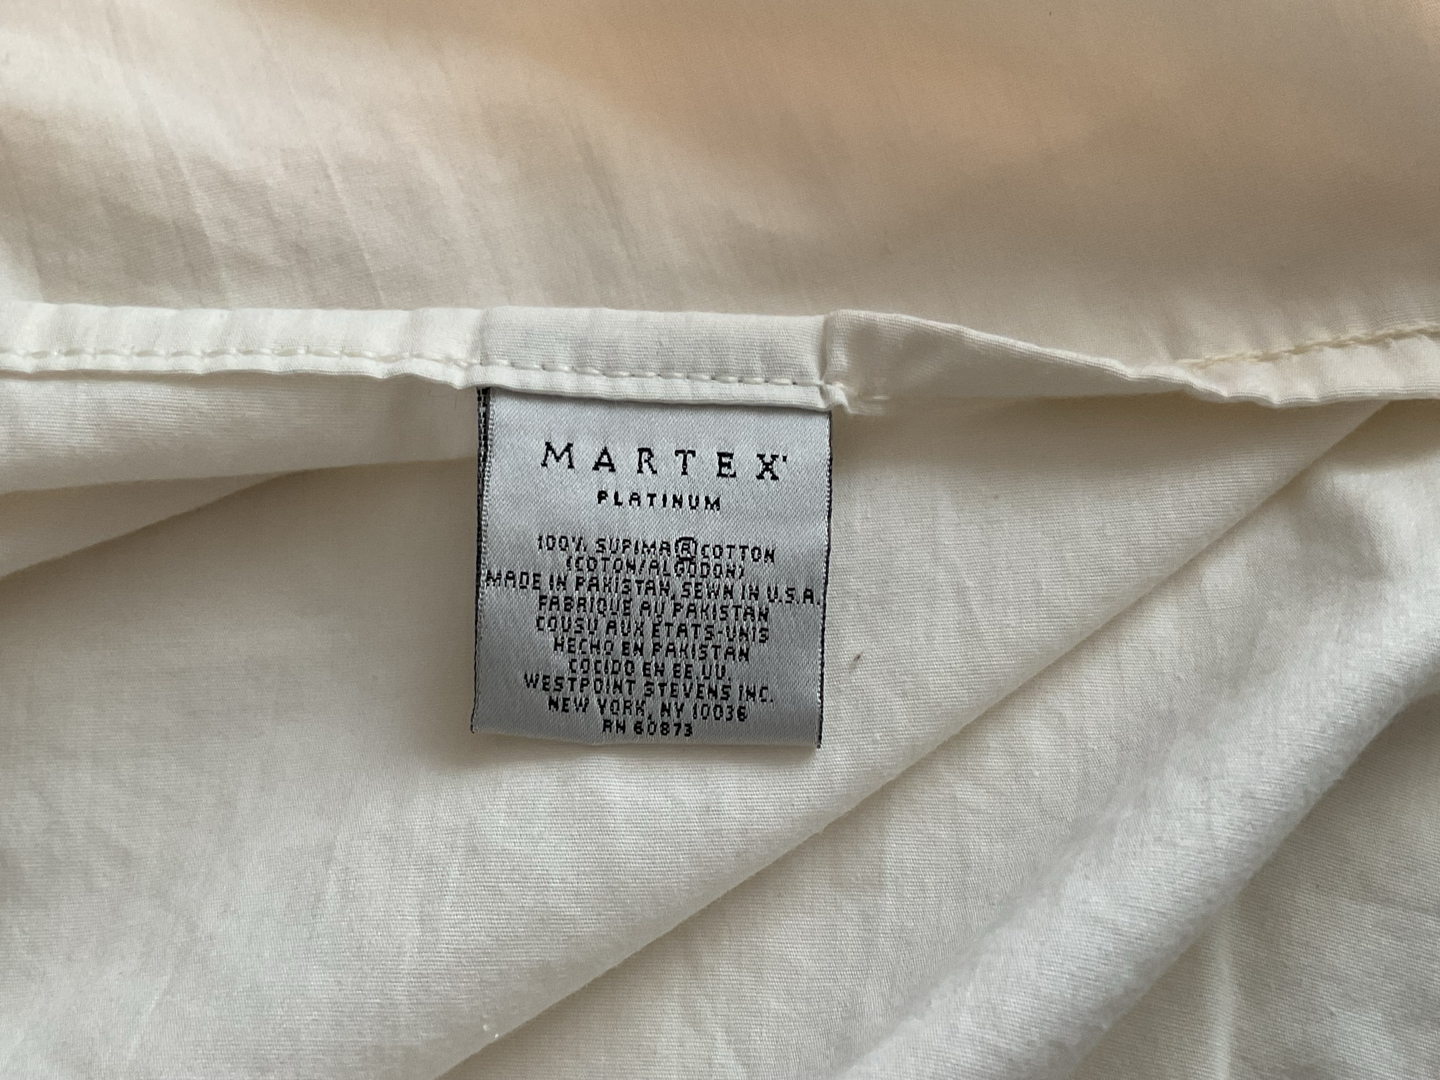 MARTEX
PLATINUM
100% SUPIMA®COTTON
(COTON/ALGODON)
MADE IN PAKISTAN, SEWN IN U.S.A.
FABRIQUE AU PAKISTAN
COUSU AUX ETATS-UNIS
HECHO EN PAKISTAN
COCIDO EN EE.UU.
WESTPOINT STEVENS INC.
NEW YORK, NY 10036
RN 60873